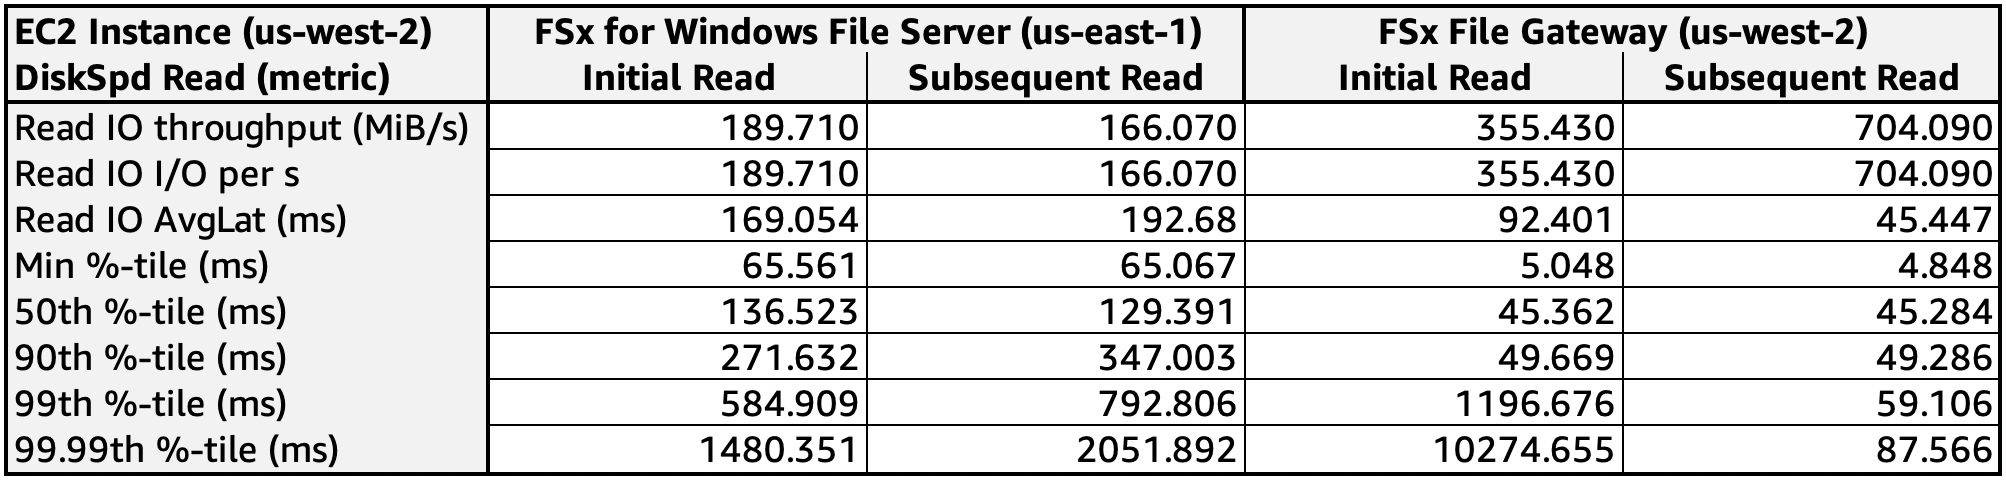 EC2 Instance (us-west-2) FSx for Windows File Server (us-east-1) FSx File Gateway (us-west-2)
DiskSpd Read (metric) Initial Read Subsequent Read Initial Read Subsequent Read
Read IO throughput (MiB/s) 189.710 166.070 355.430 704.090
Read IO I/O per s 189.710 166.070 355.430 704.090
Read IO AvgLat (ms) 169.054 192.68 92.401 45.447
Min %-tile (ms) 65.561 65.067 5.048 4.848
50th %-tile (ms) 136.523 129.391 45.362 45.284
90th %-tile (ms) 271.632 347.003 49.669 49.286
99th %-tile (ms) 584.909 792.806 1196.676 59.106
99.99th %-tile (ms) 1480.351 2051.892 10274.655 87.566